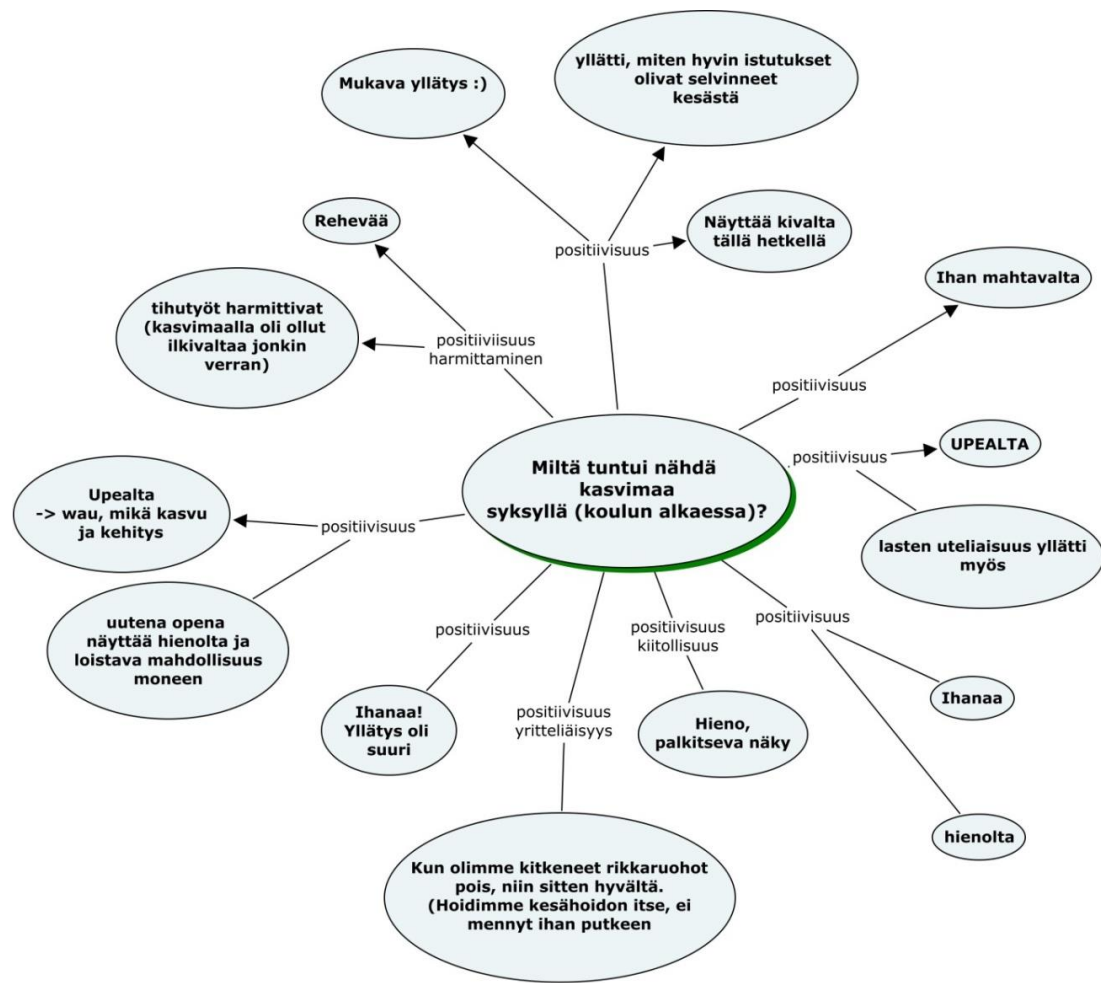 Mukava yllätys :)
yllätti, miten hyvin istutukset
olivat selvinneet
kesästä
Rehevää
positiivisuus
Näyttää kivalta
tällä hetkellä
Ihan mahtavalta
tihutyöt harmittivat
(kasvimaalla oli ollut
ilkivaltaa jonkin
verran)
positiiviisuus
harmittaminen
positiivisuus
UPEALTA
positiivisuus
Miltä tuntui nähdä
kasvimaa
syksyllä (koulun alkaessa)?
Upealta
-> wau, mikä kasvu
ja kehitys
positiivisuus
lasten uteliaisuus yllätti
myös
uutena opena
näyttää hienolta ja
loistava mahdollisuus
moneen
positiivisuus
positiivisuus
kiitollisuus
positiivisuus
Ihanaa!
Yllätys oli
suuri
positiivisuus
yritteliäisyys
Hieno,
palkitseva näky
Ihanaa
hienolta
Kun olimme kitkeneet rikkaruohot
pois, niin sitten hyvältä.
(Hoidimme kesähoidon itse, ei
mennyt ihan putkeen